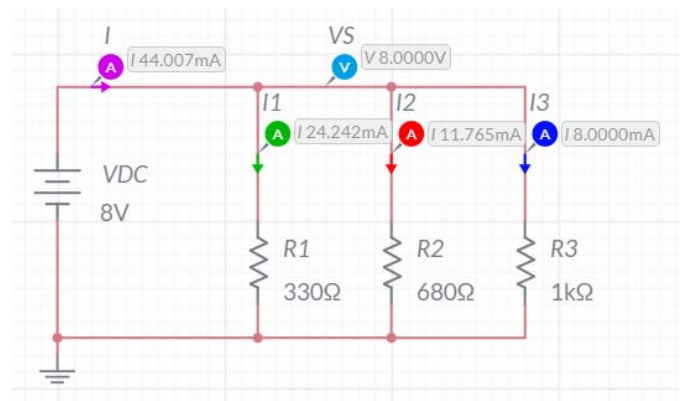 I
A I 44.007mA
VS
V V 8.0000V
I1
A I 24.242mA
I2
A I 11.765mA
I3
A I 8.0000mA
VDC
8V
R1
330Ω
R2
680Ω
R3
1kΩ